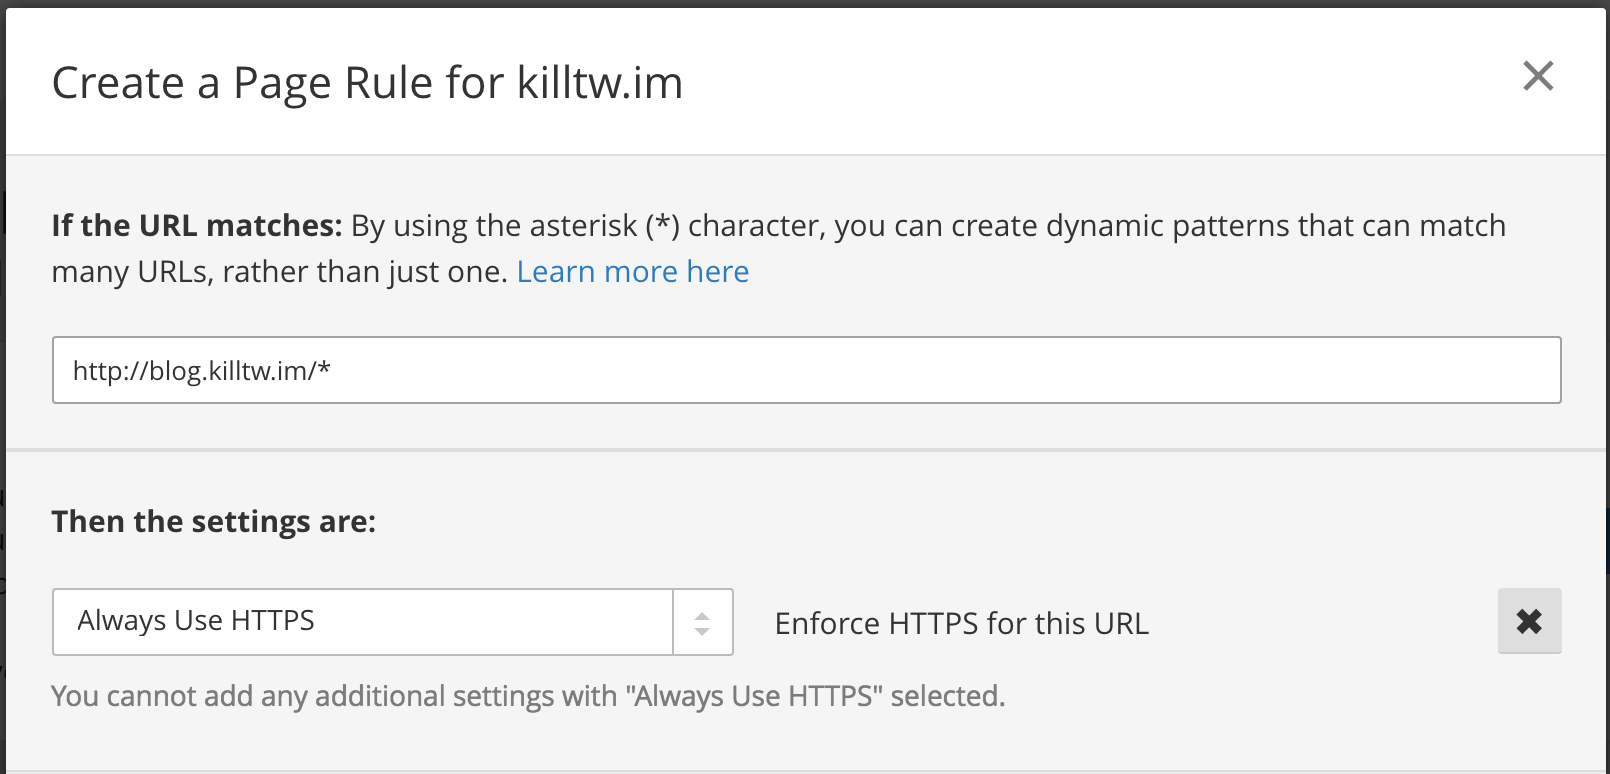 Create a Page Rule for killtw.im
If the URL matches: By using the asterisk (*) character, you can create dynamic patterns that can match
many URLs, rather than just one. Learn more here
http://blog.killtw.im/*
Then the settings are:
Always Use HTTPS
Enforce HTTPS for this URL
You cannot add any additional settings with "Always Use HTTPS" selected.